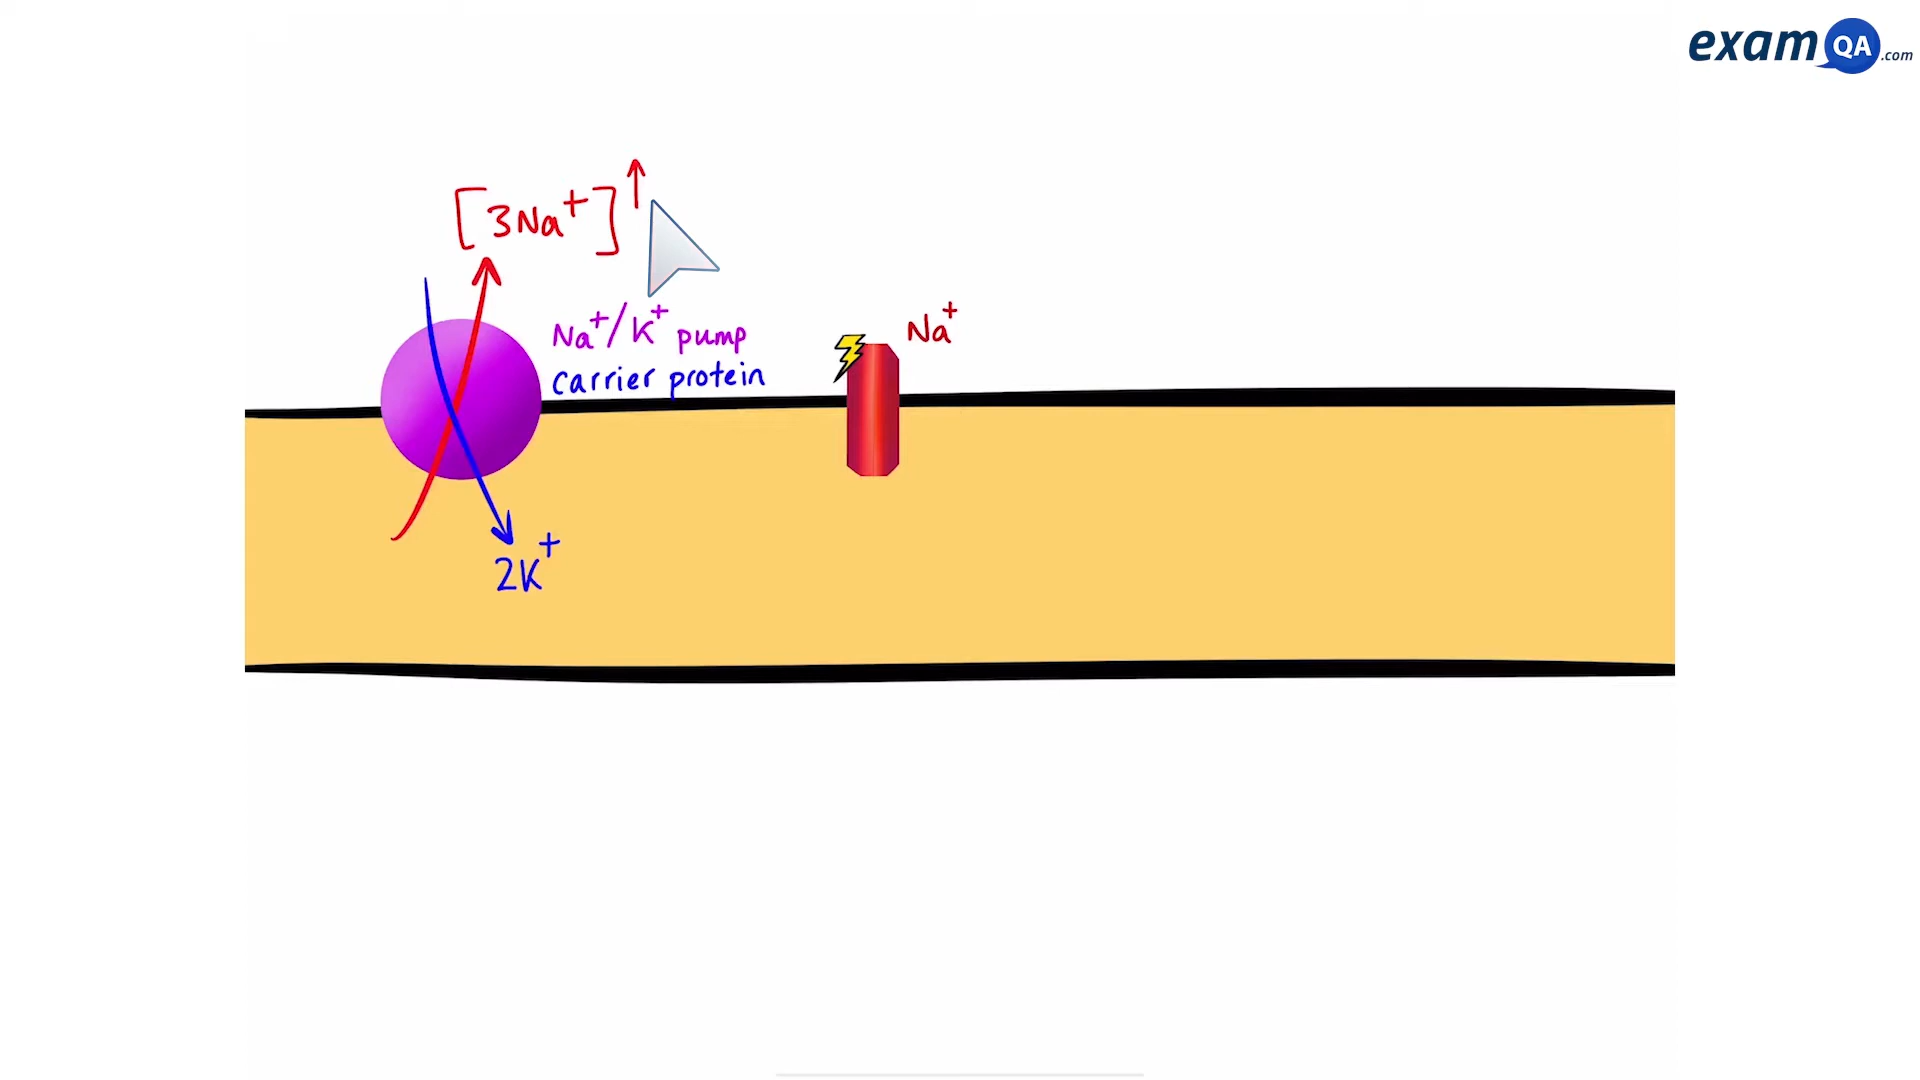 examQA.com
[3Na⁺]↑
Na⁺/K⁺ pump
carrier protein
Na⁺
2K⁺